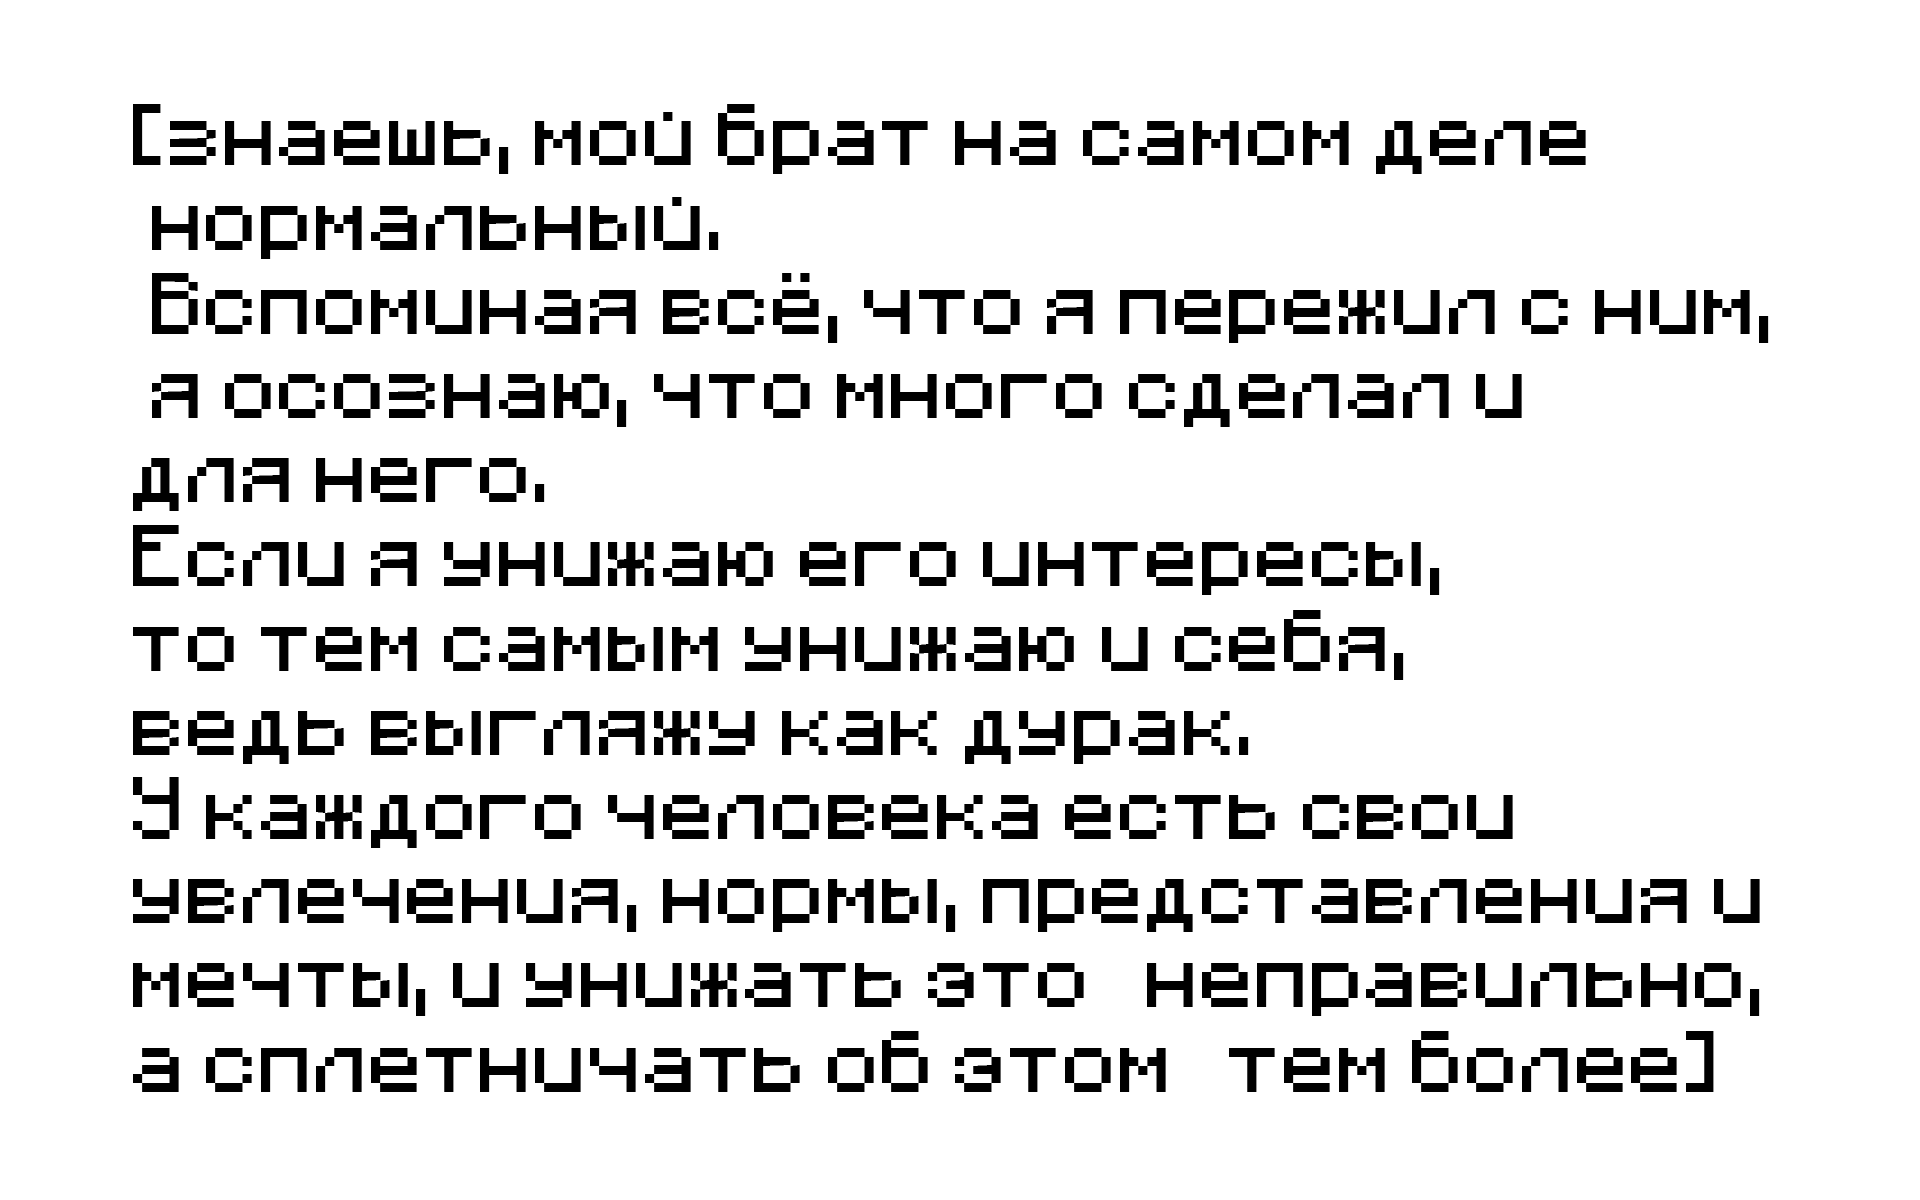 [знаешь, мой брат на самом деле
нормальный.
Вспоминая всё, что я пережил с ним,
я осознаю, что много сделал и
для него.
Если я унижаю его интересы,
то тем самым унижаю и себя,
ведь выгляжу как дурак.
У каждого человека есть свои
увлечения, нормы, представления и
мечты, и унижать это   неправильно,
а сплетничать об этом   тем более]